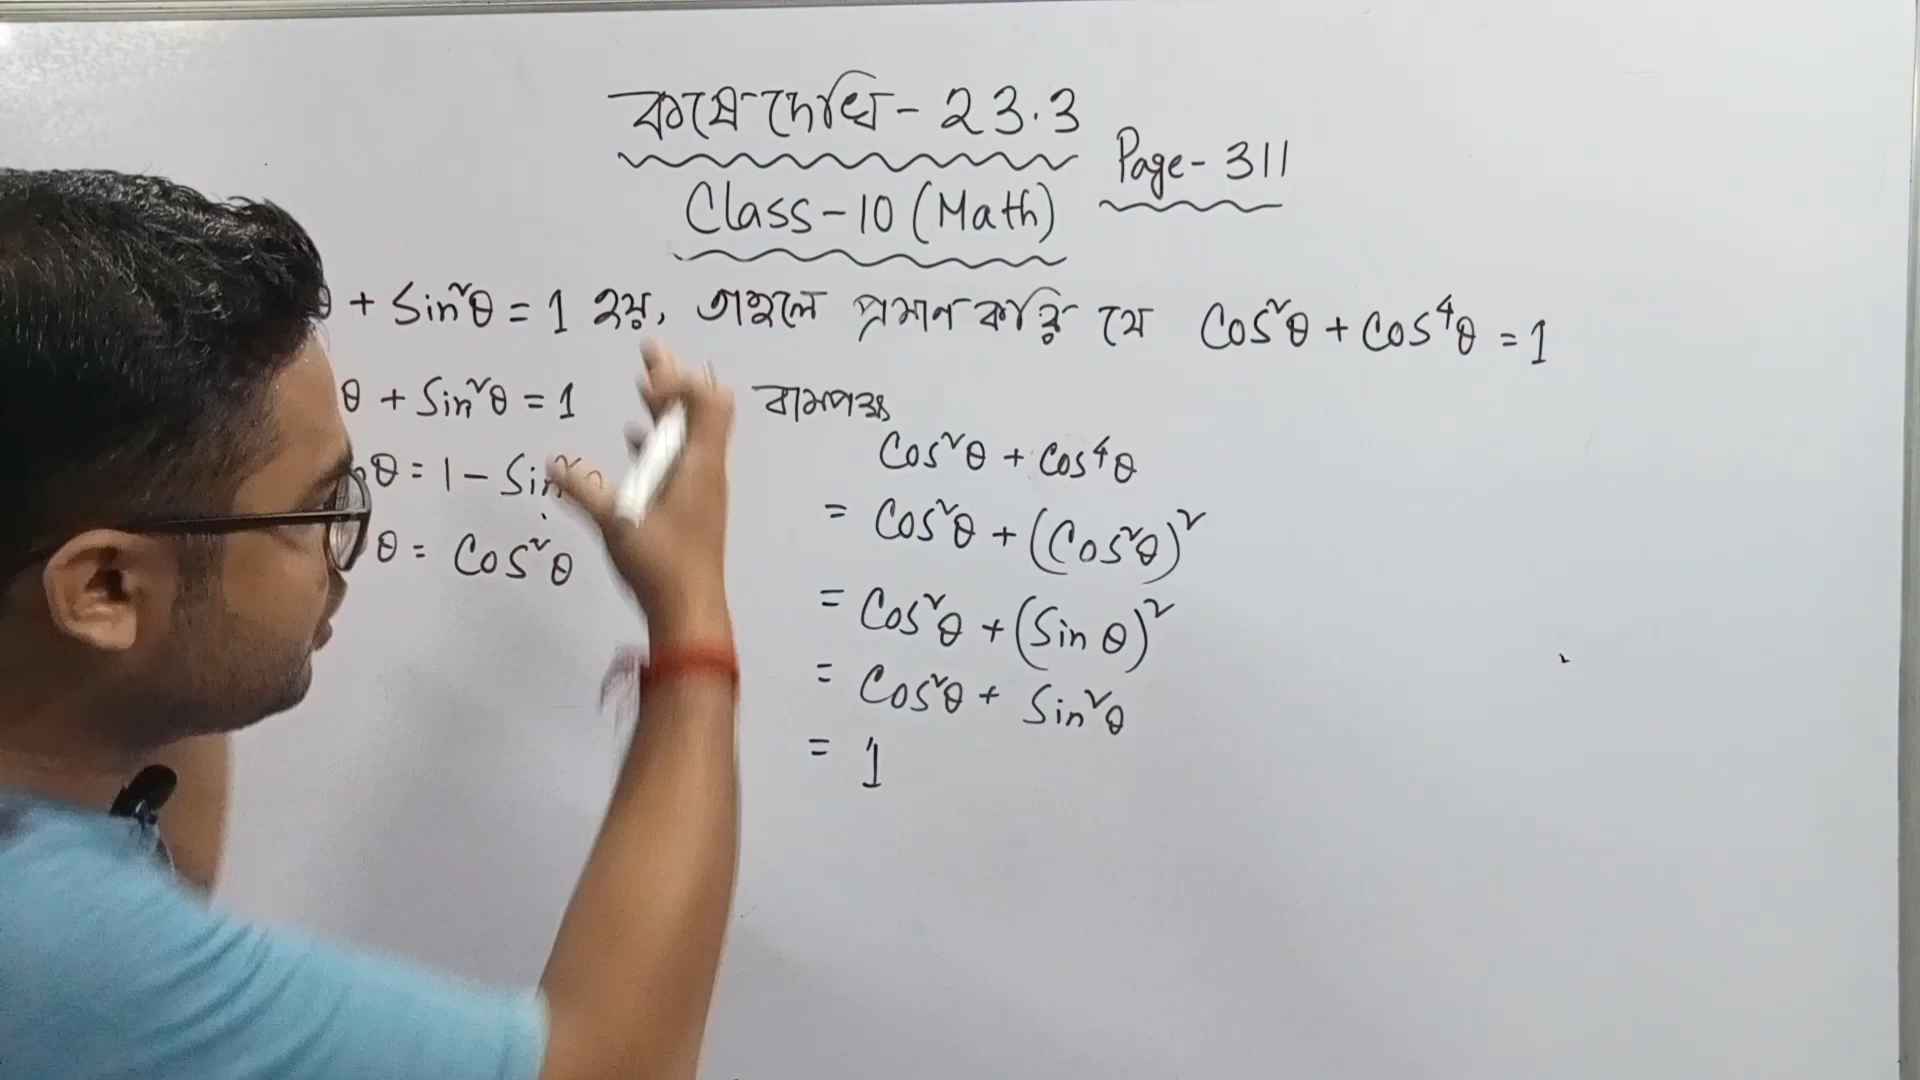 কষে দেখি - 23.3
Page - 311
Class - 10 (Math)
θ + Sin²θ = 1 হয়, তাহলে প্রমাণ করি যে Cos²θ + Cos⁴θ = 1
θ + Sin²θ = 1
θ = 1 - Sin²
θ = Cos²θ
বামপক্ষ
Cos²θ + Cos⁴θ
= Cos²θ + (Cos²θ)²
= Cos²θ + (Sin θ)²
= Cos²θ + Sin²θ
= 1